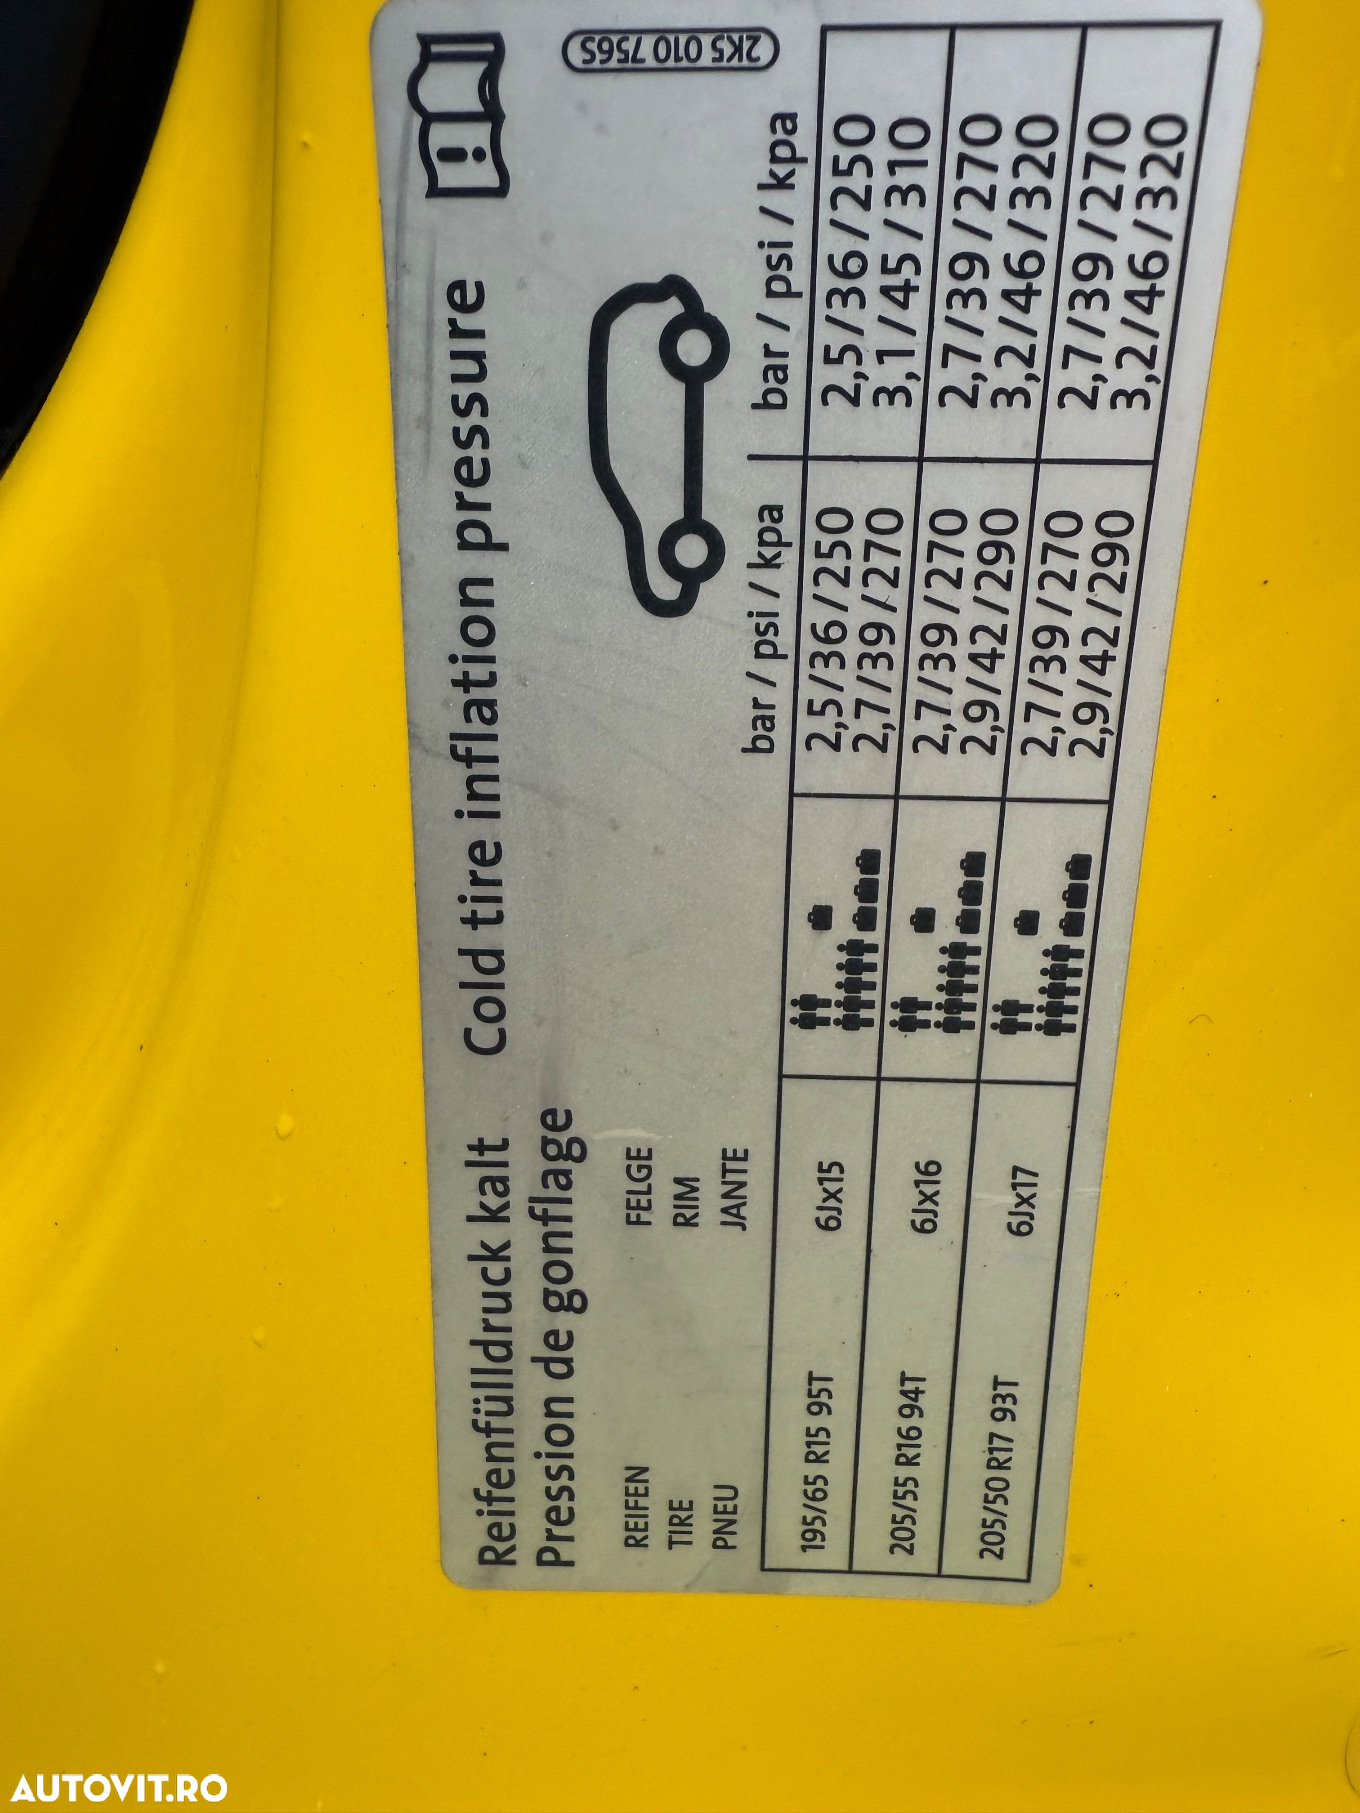 Reifenfülldruck kalt Cold tire inflation pressure
Pression de gonflage
2K5 010 756S
REIFEN FELGE
TIRE RIM
PNEU JANTE
bar / psi / kpa bar / psi / kpa
195/65 R15 95T 6Jx15 2,5/36/250 2,5/36/250
2,7/39/270 3,1/45/310
205/55 R16 94T 6Jx16 2,7/39/270 2,7/39/270
2,9/42/290 3,2/46/320
205/50 R17 93T 6Jx17 2,7/39/270 2,7/39/270
2,9/42/290 3,2/46/320
AUTOVIT.RO